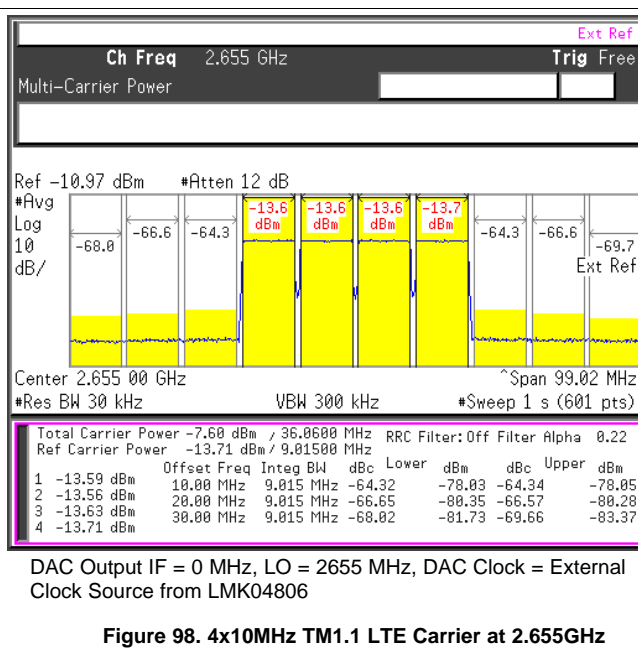 Ext Ref
Ch Freq 2.655 GHz Trig Free
Multi-Carrier Power
Ref -10.97 dBm #Atten 12 dB
#Avg
Log
10
dB/
-68.0 -66.6 -64.3 -13.6 dBm -13.6 dBm -13.6 dBm -13.7 dBm -64.3 -66.6 -69.7
Ext Ref
Center 2.655 00 GHz ^Span 99.02 MHz
#Res BW 30 kHz VBW 300 kHz #Sweep 1 s (601 pts)
Total Carrier Power -7.60 dBm / 36.0600 MHz RRC Filter: Off Filter Alpha 0.22
Ref Carrier Power -13.71 dBm / 9.01500 MHz
Offset Freq Integ BW dBc Lower dBm dBc Upper dBm
1 -13.59 dBm 10.00 MHz 9.015 MHz -64.32 -78.03 -64.34 -78.05
2 -13.56 dBm 20.00 MHz 9.015 MHz -66.65 -80.35 -66.57 -80.28
3 -13.63 dBm 30.00 MHz 9.015 MHz -68.02 -81.73 -69.66 -83.37
4 -13.71 dBm
DAC Output IF = 0 MHz, LO = 2655 MHz, DAC Clock = External
Clock Source from LMK04806
Figure 98. 4x10MHz TM1.1 LTE Carrier at 2.655GHz